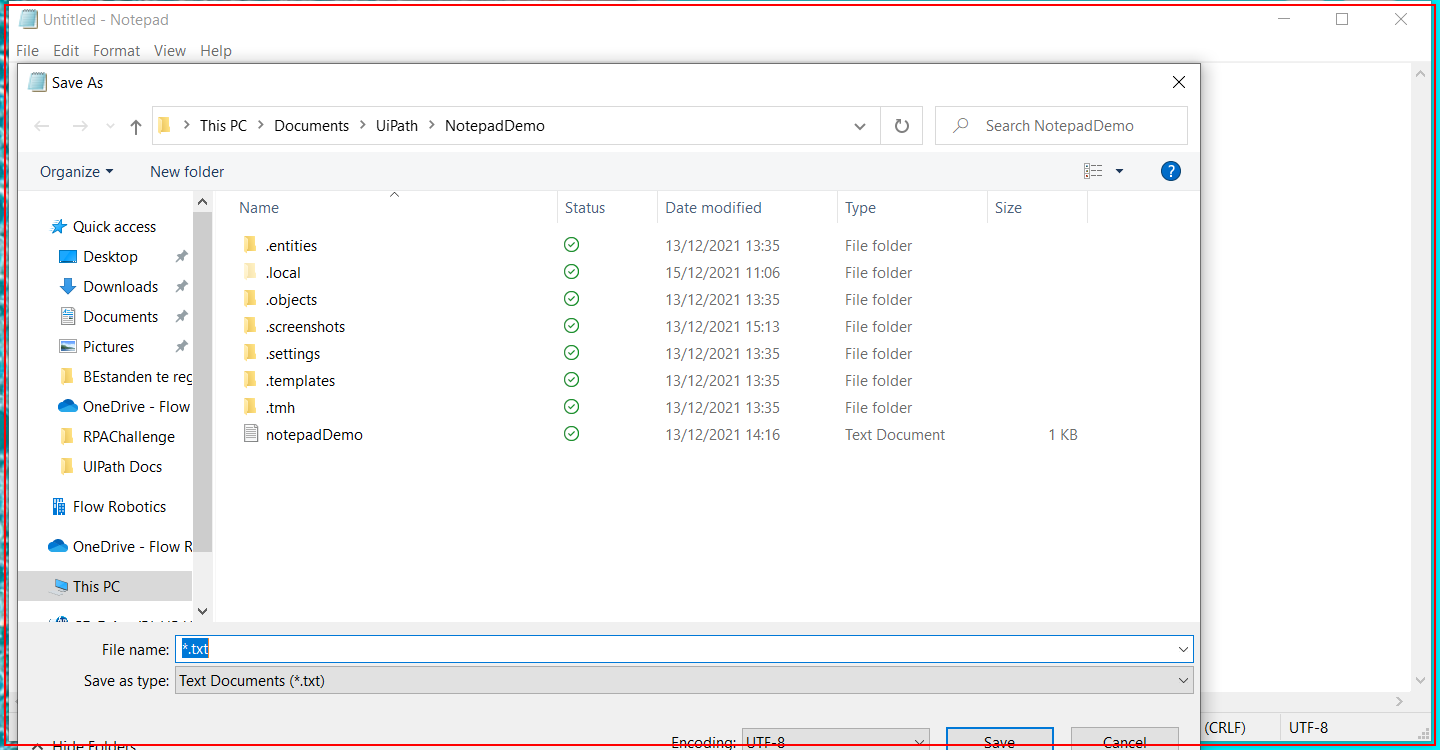 Untitled - Notepad
File Edit Format View Help
Save As
This PC Documents UiPath NotepadDemo
Search NotepadDemo
Organize New folder
Name Status Date modified Type Size
Quick access
Desktop
Downloads
Documents
Pictures
BEstanden te reg
OneDrive - Flow
RPAChallenge
UIPath Docs
Flow Robotics
OneDrive - Flow R
This PC
.entities 13/12/2021 13:35 File folder
.local 15/12/2021 11:06 File folder
.objects 13/12/2021 13:35 File folder
.screenshots 13/12/2021 15:13 File folder
.settings 13/12/2021 13:35 File folder
.templates 13/12/2021 13:35 File folder
.tmh 13/12/2021 13:35 File folder
notepadDemo 13/12/2021 14:16 Text Document 1 KB
File name: *.txt
Save as type: Text Documents (*.txt)
Hide Folders Encoding: UTF-8 Save Cancel
(CRLF) UTF-8